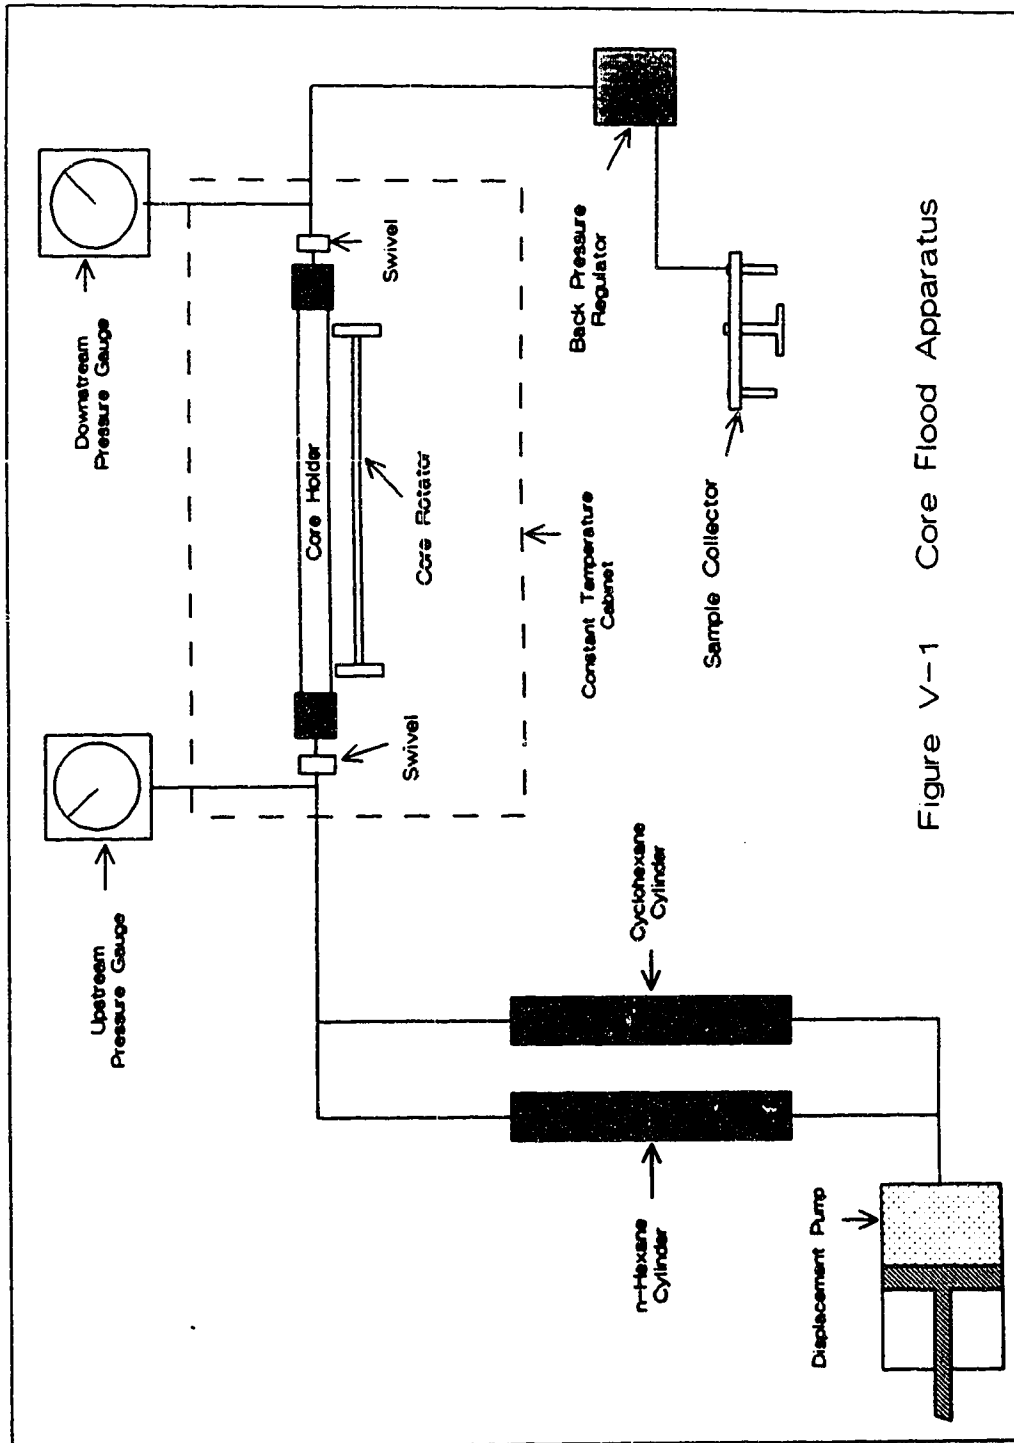 Upstream
Pressure Gauge
Downstream
Pressure Gauge
Swivel
Core Holder
Core Rotator
Swivel
Constant Temperature
Cabinet
n-Hexane
Cylinder
Cyclohexane
Cylinder
Back Pressure
Regulator
Displacement Pump
Sample Collector
Figure V-1 Core Flood Apparatus